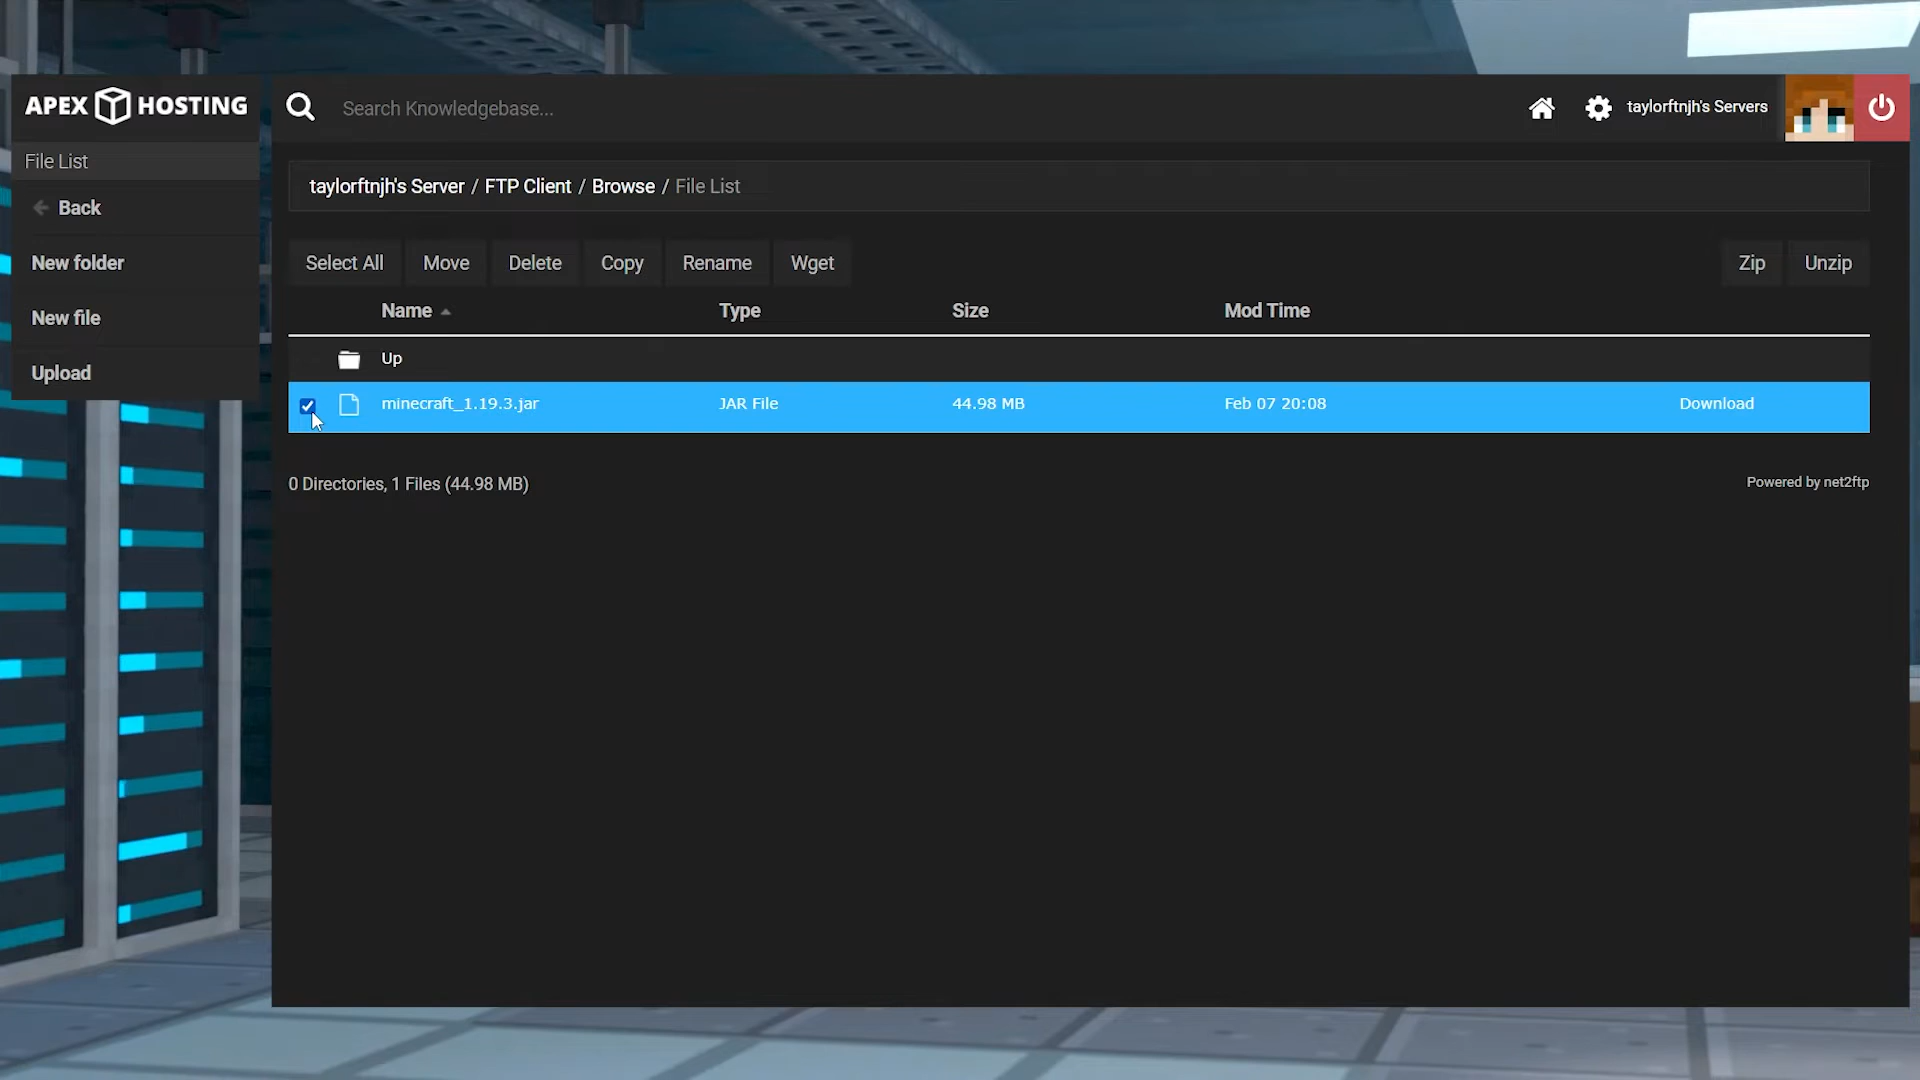 APEX HOSTING
Search Knowledgebase...
taylorftnjh's Servers
File List
Back
New folder
New file
Upload
taylorftnjh's Server / FTP Client / Browse / File List
Select All Move Delete Copy Rename Wget Zip Unzip
Name Type Size Mod Time
Up
minecraft_1.19.3.jar JAR File 44.98 MB Feb 07 20:08 Download
0 Directories, 1 Files (44.98 MB)
Powered by net2ftp